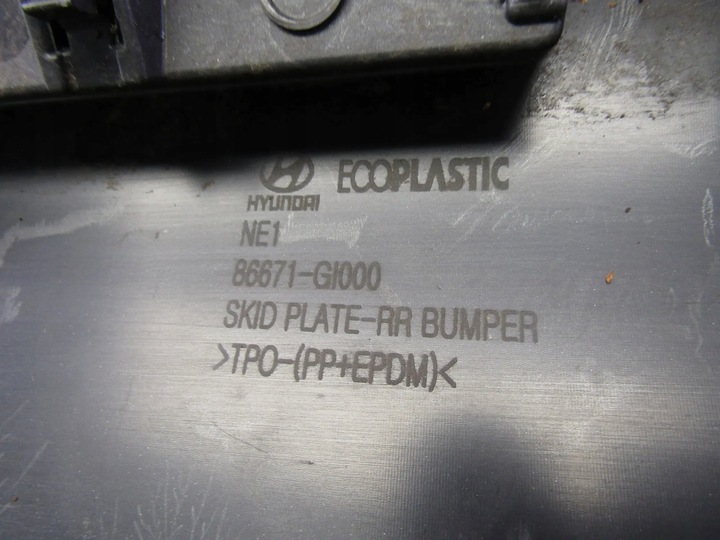 HYUNDAI ECOPLASTIC
NE1
86671-GI000
SKID PLATE-RR BUMPER
>TPO-(PP+EPDM)<